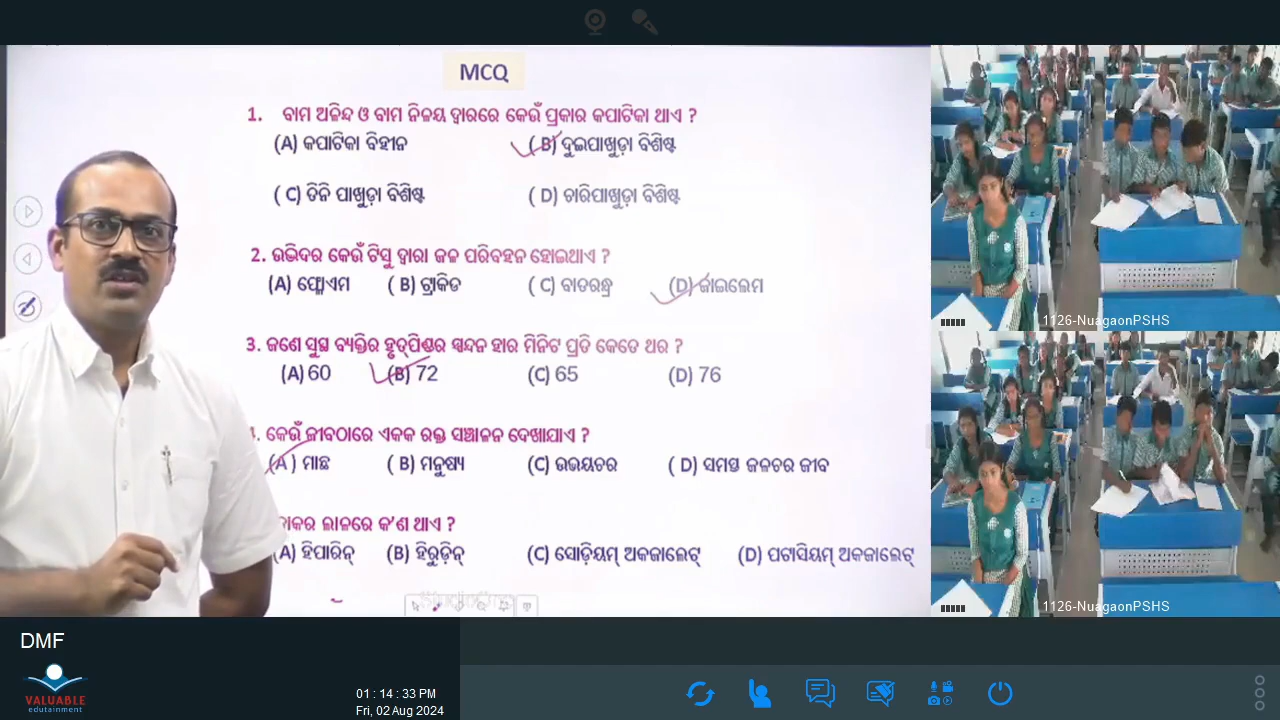 MCQ
1. ବାମ ଅଳିନ୍ଦ ଓ ବାମ ନିଳୟ ଦ୍ୱାରରେ କେଉଁ ପ୍ରକାର କପାଟିକା ଥାଏ ?
(A) କପାଟିକା ବିହୀନ ( B) ଦୁଇପାଖୁଡ଼ା ବିଶିଷ୍ଟ
( C) ତିନି ପାଖୁଡ଼ା ବିଶିଷ୍ଟ ( D) ଚାରିପାଖୁଡ଼ା ବିଶିଷ୍ଟ
2. ଉଭିଦର କେଉଁ ଟିସୁ ଦ୍ୱାରା ଜଳ ପରିବହନ ହୋଇଥାଏ ?
(A) ଫ୍ଲୋଏମ ( B) ଟ୍ରାକିଡ ( C) ବାତରନ୍ଧ୍ର (D) ର୍ଜାଇଲେମ
3. ଜଣେ ସୁସ୍ଥ ବ୍ୟକ୍ତିର ହୃତ୍‌ପିଣ୍ଡର ସ୍ପନ୍ଦନ ହାର ମିନିଟ ପ୍ରତି କେତେ ଥର ?
(A) 60 (B) 72 (C) 65 (D) 76
କେଉଁ ଜୀବଠାରେ ଏକକ ରକ୍ତ ସଞ୍ଚାଳନ ଦେଖାଯାଏ ?
(A ) ମାଛ ( B) ମନୁଷ୍ୟ (C) ଉଭୟଚର ( D) ସମସ୍ତ ଜଳଚର ଜୀବ
ଲାଳରେ କ'ଣ ଥାଏ ?
(A) ହିପାରିନ୍ (B) ହିରୁଡ଼ିନ୍ (C) ସୋଡ଼ିୟମ୍ ଅକଜାଲେଟ୍ (D) ପଟାସିୟମ୍ ଅକଜାଲେଟ୍
1126-NuagaonPSHS
1126-NuagaonPSHS
DMF
VALUABLE
edutainment
01 : 14 : 33 PM
Fri, 02 Aug 2024